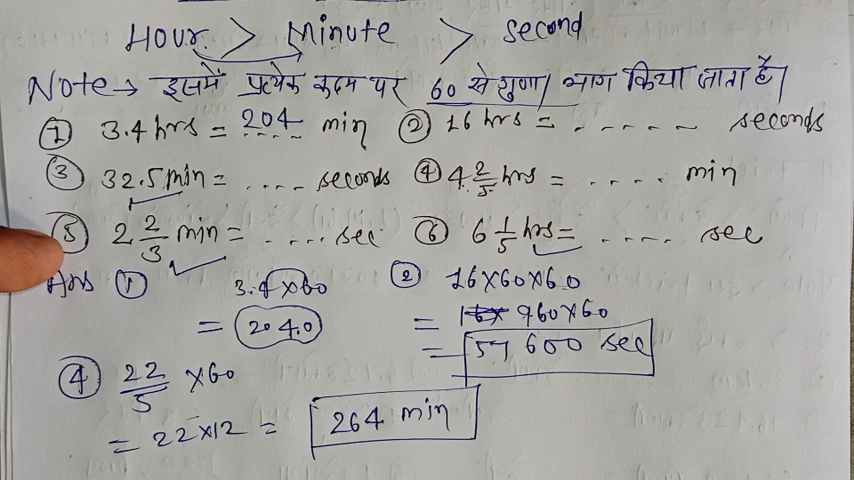 Hour > Minute > Second
Note → इसमें प्रत्येक कदम पर 60 से गुणा/भाग किया जाता है।
① 3.4 hrs = 204 min ② 16 hrs = ...... seconds
③ 32.5 min = .... seconds ④ 4 2/5 hrs = .... min
⑤ 2 2/3 min = .... sec ⑥ 6 1/5 hrs = .... sec
Ans ① 3.4×60 ② 16×60×60
= 204.0 = 960×60
= 57600 sec
④ 22/5 ×60
= 22×12 = 264 min